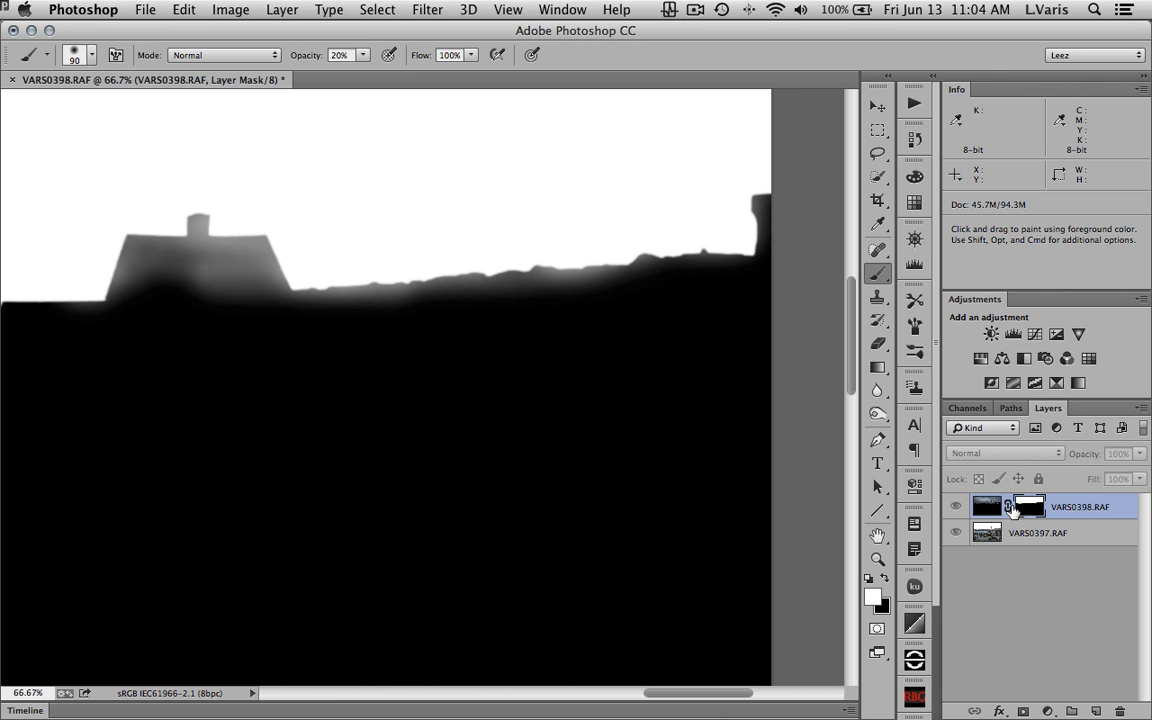 Photoshop File Edit Image Layer Type Select Filter 3D View Window Help 100% Fri Jun 13 11:04 AM L.Varis
Adobe Photoshop CC
90 Mode: Normal Opacity: 20% Flow: 100% Leez
× VARS0398.RAF @ 66.7% (VARS0398.RAF, Layer Mask/8) *
Info
K: C:
M:
Y:
K:
8-bit 8-bit
X: W:
Y: H:
Doc: 45.7M/94.3M
Click and drag to paint using foreground color.
Use Shift, Opt, and Cmd for additional options.
Adjustments
Add an adjustment
Channels Paths Layers
Kind
Normal Opacity: 100%
Lock: Fill: 100%
VARS0398.RAF
VARS0397.RAF
ku
RBG
66.67% sRGB IEC61966-2.1 (8bpc)
Timeline